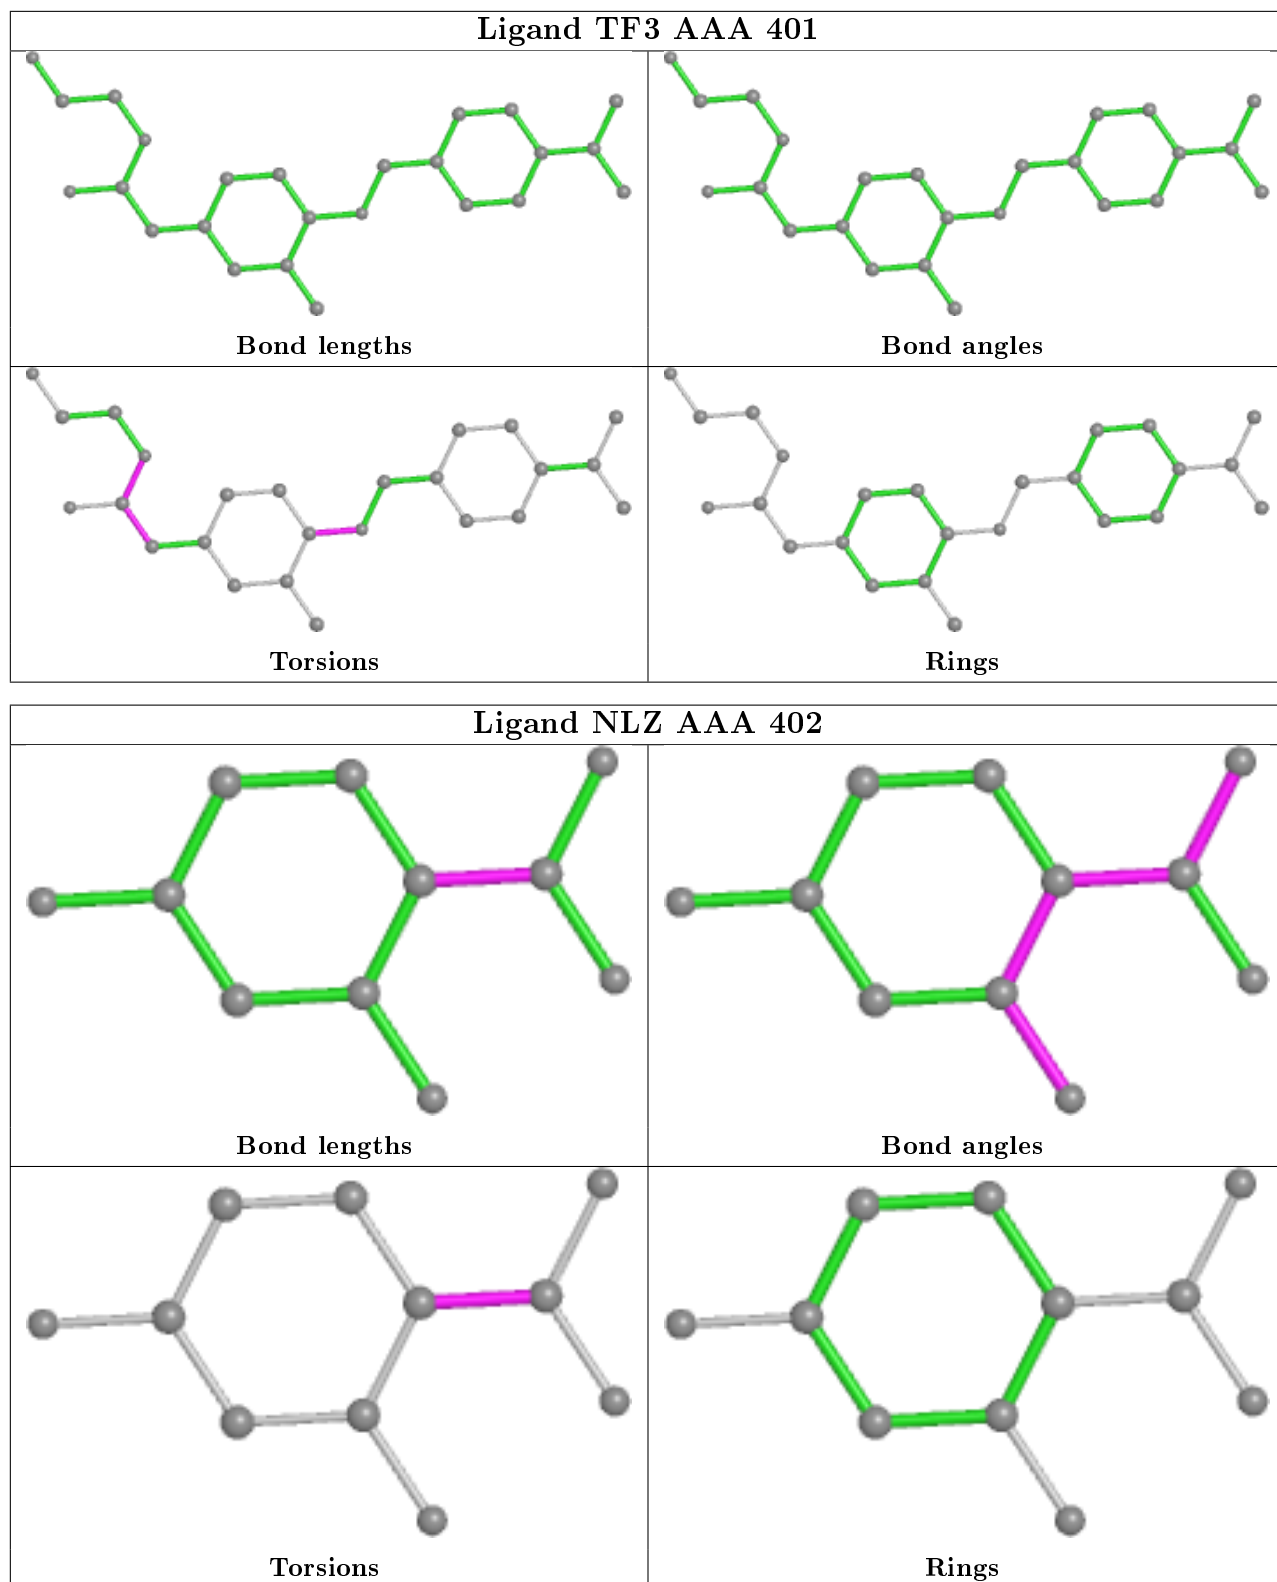 Ligand TF3 AAA 401
Bond lengths
Bond angles
Torsions
Rings
Ligand NLZ AAA 402
Bond lengths
Bond angles
Torsions
Rings